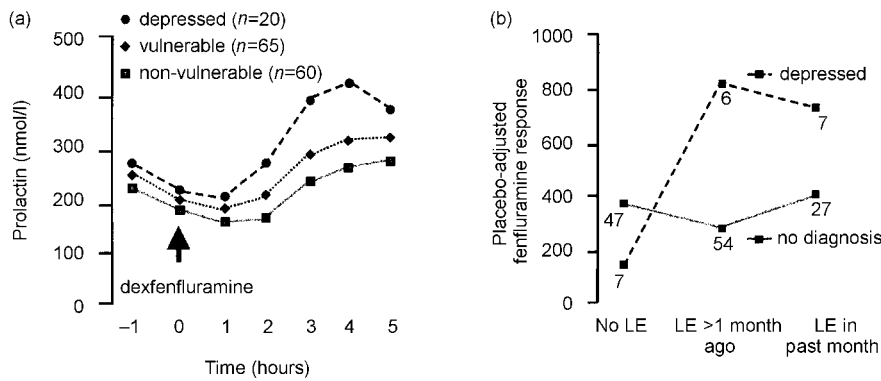 (a)
depressed (n=20)
vulnerable (n=65)
non-vulnerable (n=60)
Prolactin (nmol/l)
500
400
300
200
100
0
dexfenfluramine
–1 0 1 2 3 4 5
Time (hours)
(b)
Placebo-adjusted
fenfluramine response
1000
800
600
400
200
0
depressed
6
7
47
54
27
7
no diagnosis
No LE
LE >1 month
ago
LE in
past month